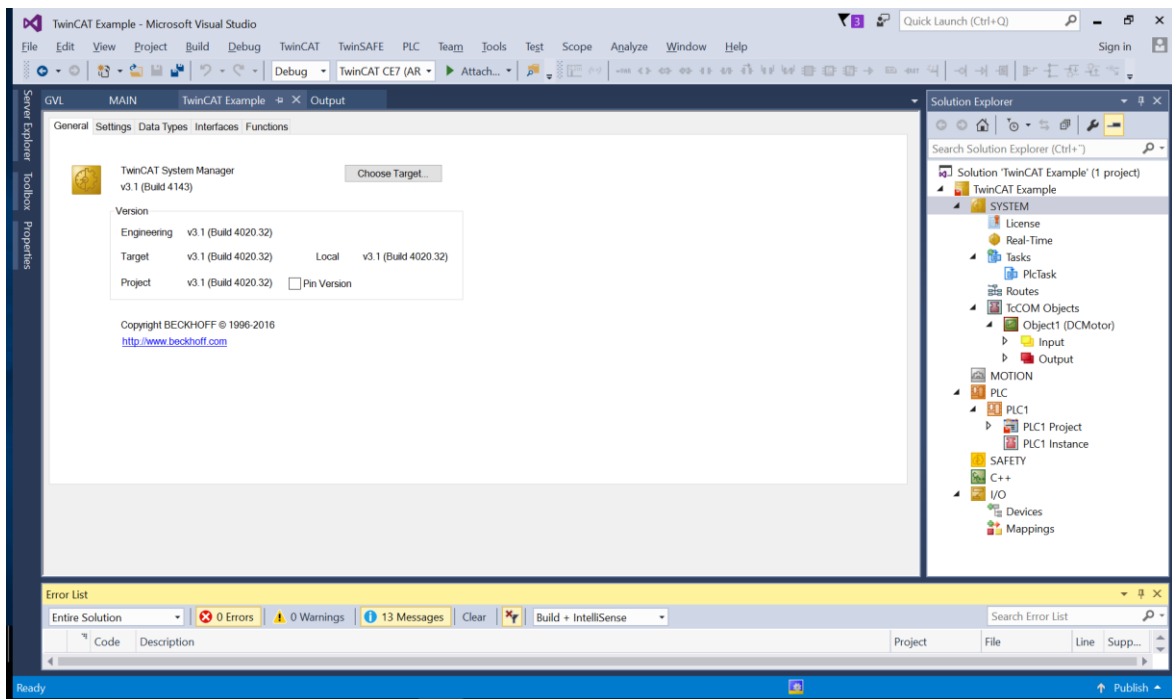 TwinCAT Example - Microsoft Visual Studio
3
Quick Launch (Ctrl+Q)
File Edit View Project Build Debug TwinCAT TwinSAFE PLC Team Tools Test Scope Analyze Window Help
Sign in
Debug TwinCAT CE7 (AR Attach...
Server Explorer
Toolbox
Properties
GVL MAIN TwinCAT Example Output
General Settings Data Types Interfaces Functions
TwinCAT System Manager
v3.1 (Build 4143)
Choose Target...
Version
Engineering v3.1 (Build 4020.32)
Target v3.1 (Build 4020.32) Local v3.1 (Build 4020.32)
Project v3.1 (Build 4020.32) Pin Version
Copyright BECKHOFF © 1996-2016
http://www.beckhoff.com
Solution Explorer
Search Solution Explorer (Ctrl+¨)
Solution 'TwinCAT Example' (1 project)
TwinCAT Example
SYSTEM
License
Real-Time
Tasks
PlcTask
Routes
TcCOM Objects
Object1 (DCMotor)
Input
Output
MOTION
PLC
PLC1
PLC1 Project
PLC1 Instance
SAFETY
C++
I/O
Devices
Mappings
Error List
Entire Solution 0 Errors 0 Warnings 13 Messages Clear Build + IntelliSense Search Error List
Code Description Project File Line Supp...
Ready
Publish